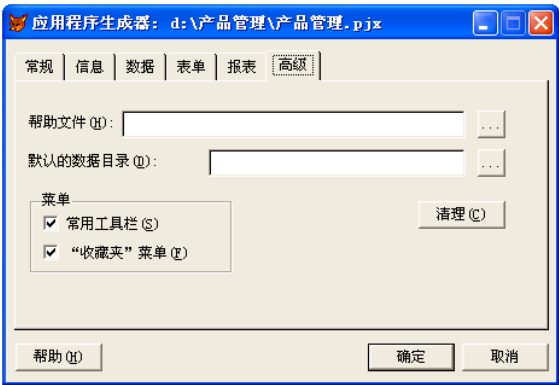 应用程序生成器: d:\产品管理\产品管理.pjx
常规 信息 数据 表单 报表 高级
帮助文件(H): ...
默认的数据目录(D): ...
菜单
常用工具栏(S) 清理(C)
“收藏夹”菜单(F)
帮助(H) 确定 取消